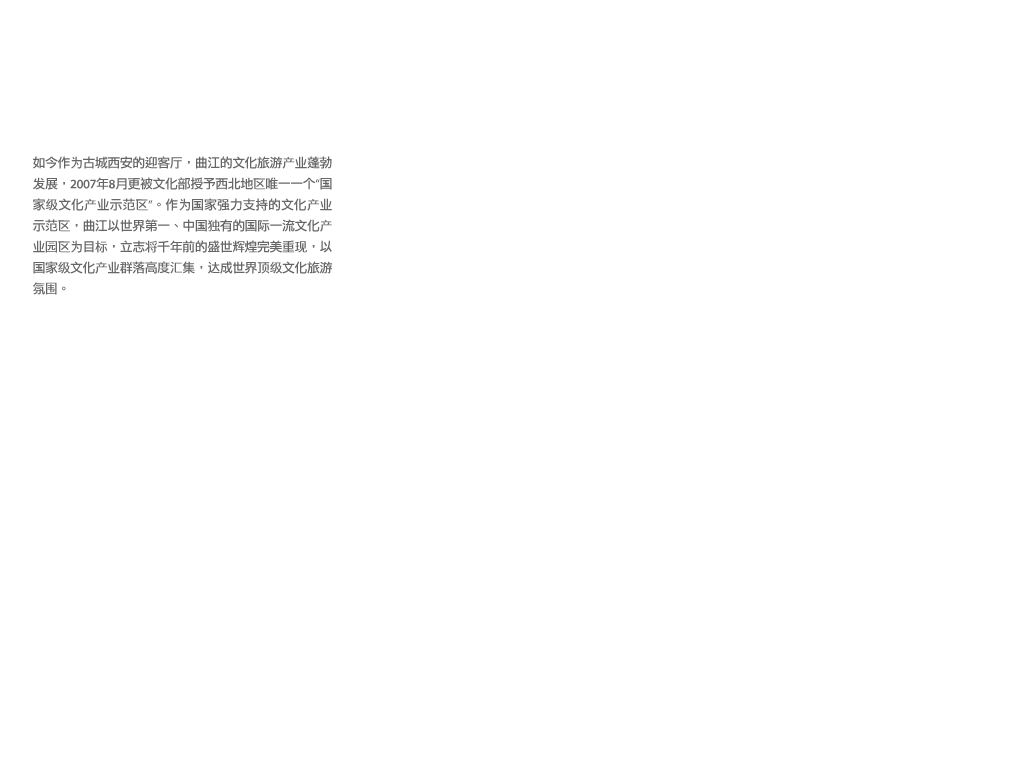 如今作为古城西安的迎客厅，曲江的文化旅游产业蓬勃
发展，2007年8月更被文化部授予西北地区唯一一个“国
家级文化产业示范区”。作为国家强力支持的文化产业
示范区，曲江以世界第一、中国独有的国际一流文化产
业园区为目标，立志将千年前的盛世辉煌完美重现，以
国家级文化产业群落高度汇集，达成世界顶级文化旅游
氛围。